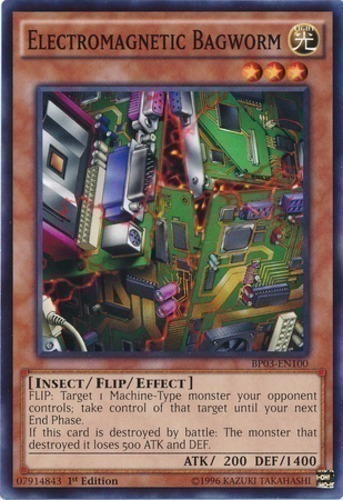 ELECTROMAGNETIC BAGWORM
光
BP03-EN100
[INSECT/FLIP/EFFECT]
FLIP: Target 1 Machine-Type monster your opponent
controls; take control of that target until your next
End Phase.
If this card is destroyed by battle: The monster that
destroyed it loses 500 ATK and DEF.
ATK/ 200 DEF/1400
07914843 1st Edition ©1996 KAZUKI TAKAHASHI